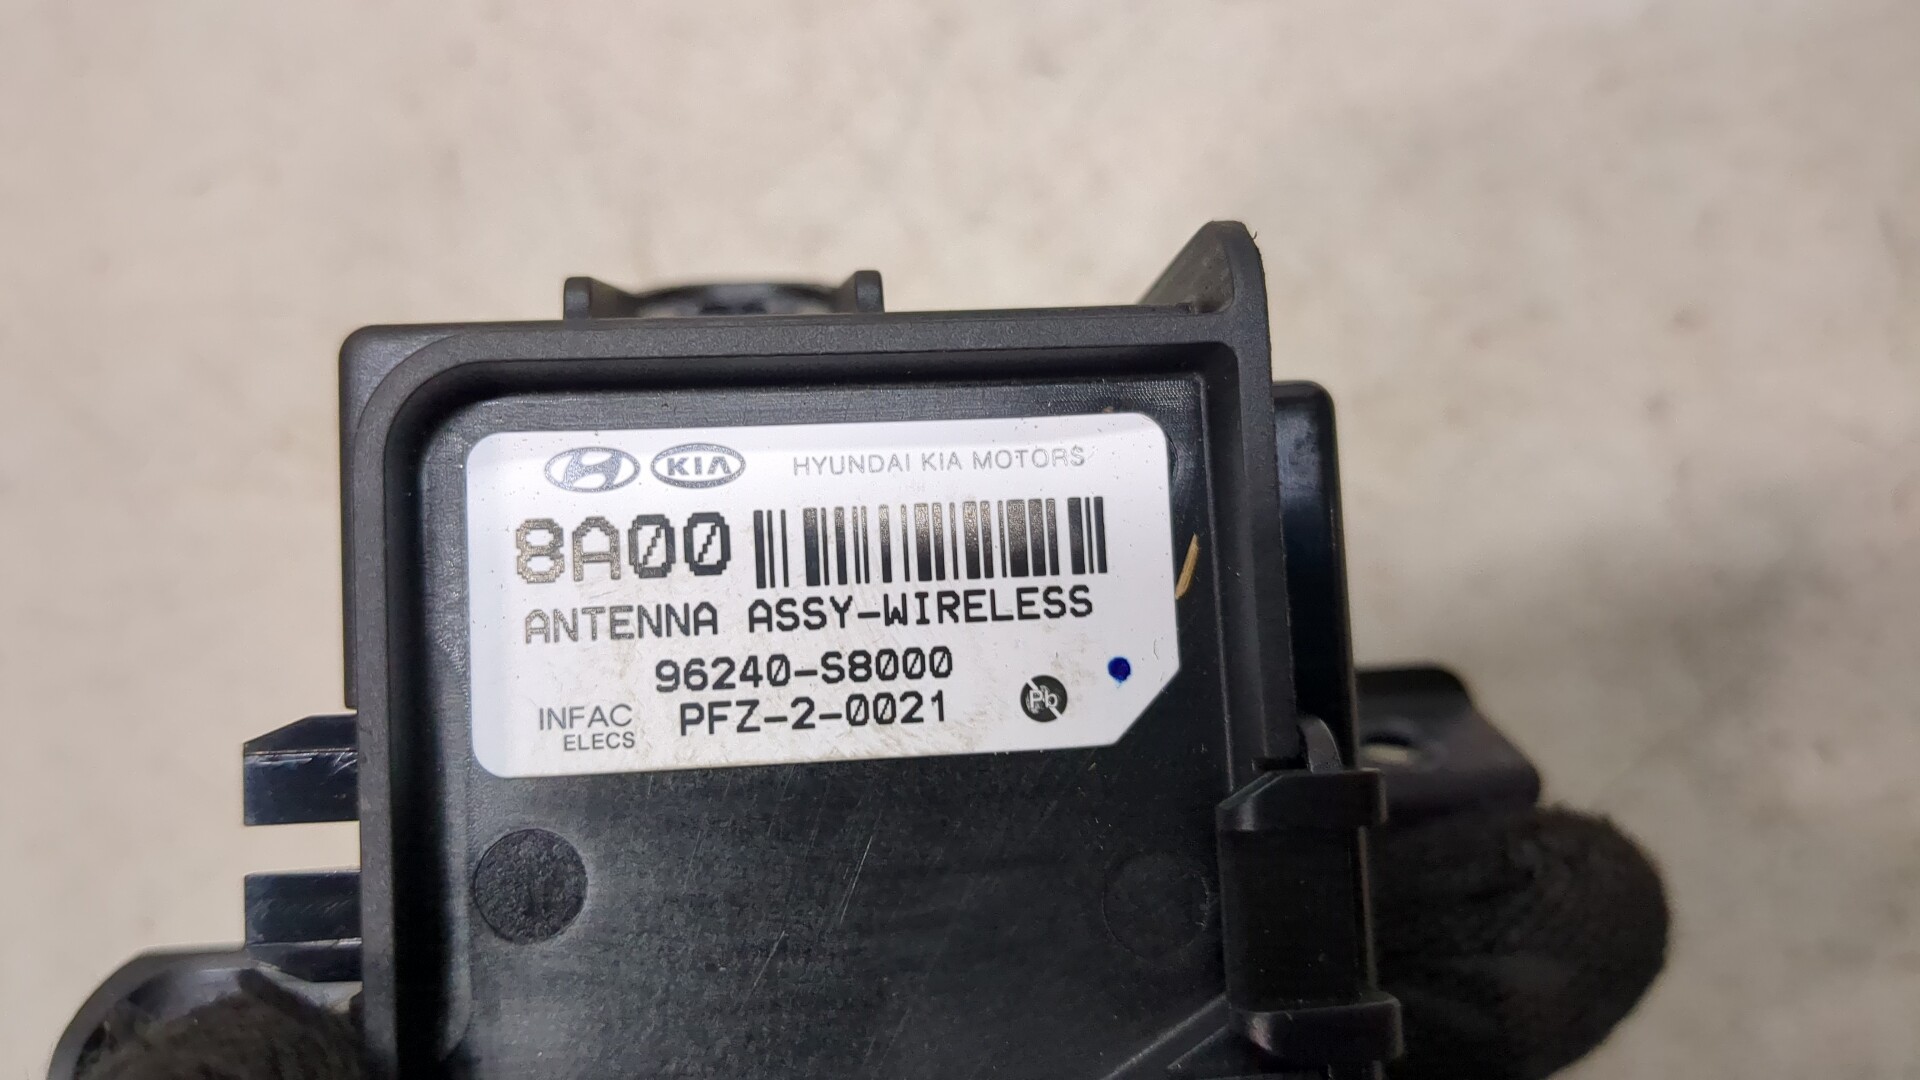 H KIA HYUNDAI KIA MOTORS
8A00
ANTENNA ASSY-WIRELESS
96240-S8000
INFAC ELECS
PFZ-2-0021
Pb